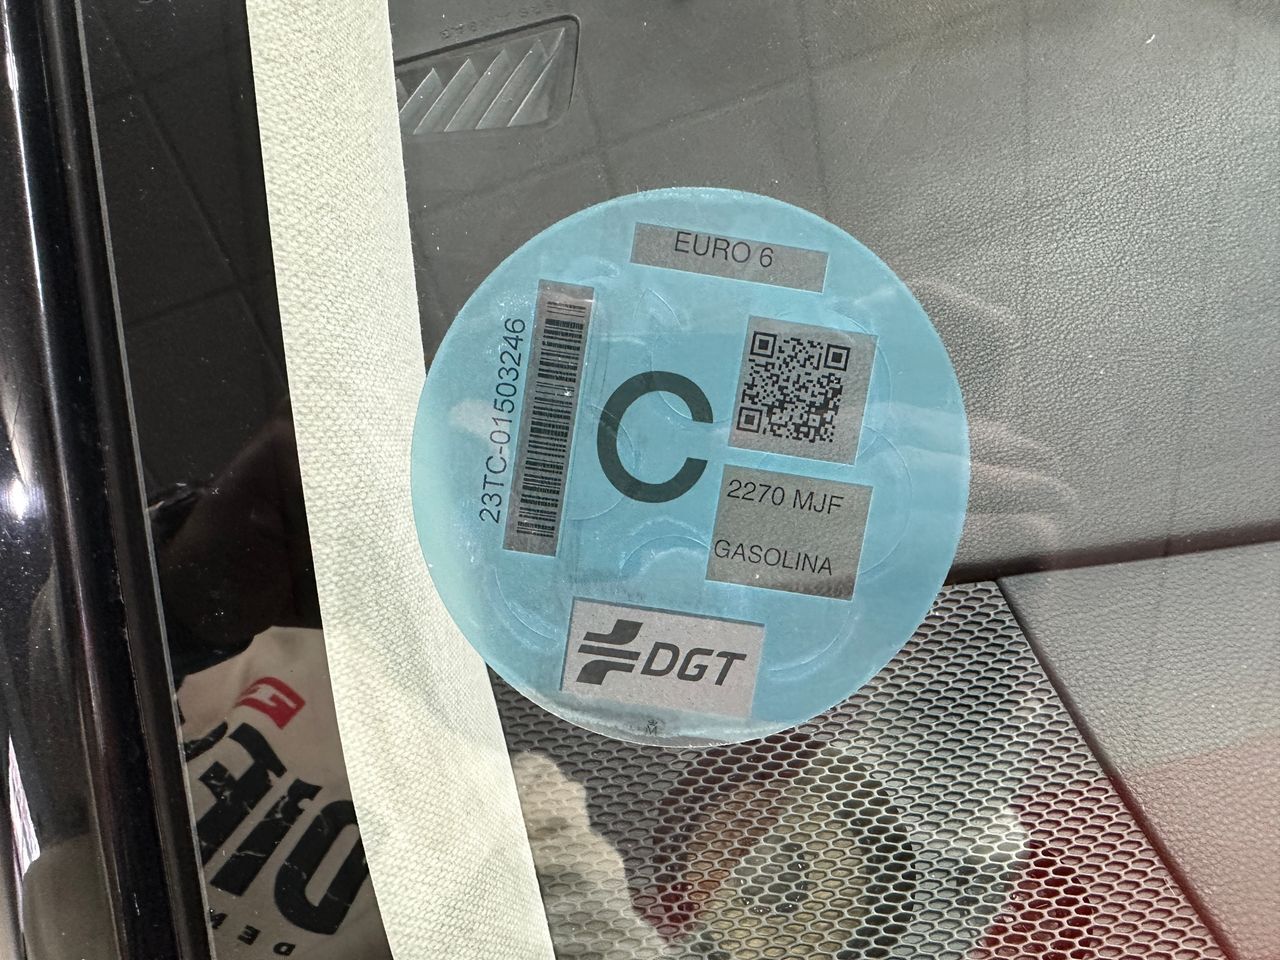 EURO 6
23TC-01503246
C
2270 MJF
GASOLINA
DGT
M